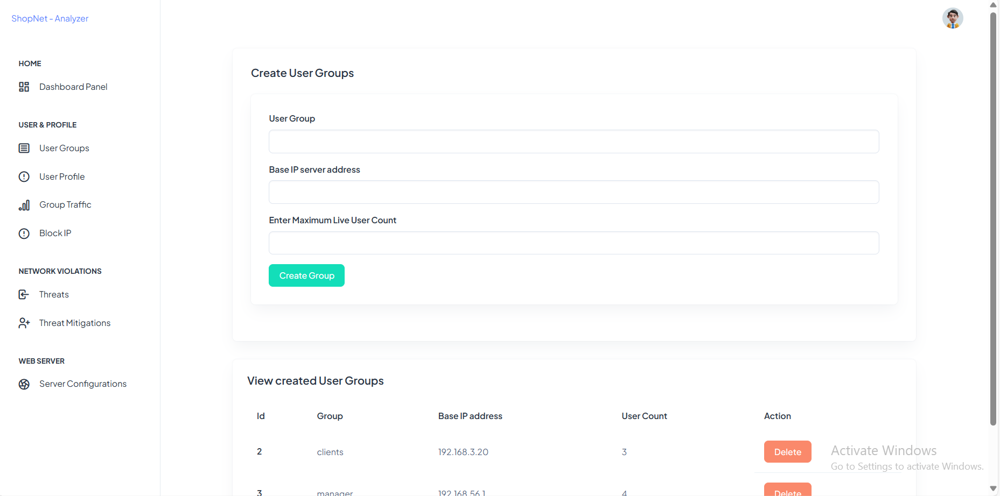 ShopNet - Analyzer
HOME
Dashboard Panel
USER & PROFILE
User Groups
User Profile
Group Traffic
Block IP
NETWORK VIOLATIONS
Threats
Threat Mitigations
WEB SERVER
Server Configurations
Create User Groups
User Group
Base IP server address
Enter Maximum Live User Count
Create Group
View created User Groups
Id Group Base IP address User Count Action
2 clients 192.168.3.20 3 Delete
3 manager 192.168.56.1 4 Delete
Activate Windows
Go to Settings to activate Windows.